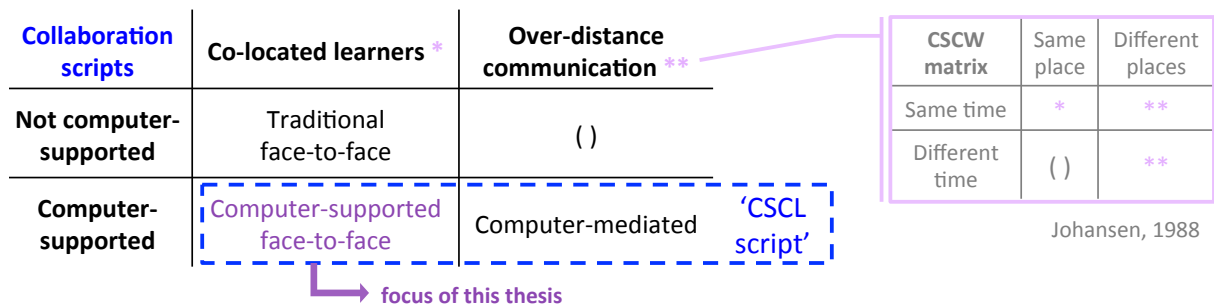 Collaboration
scripts
Co-located learners *
Over-distance
communication **
Not computer-
supported
Traditional
face-to-face
( )
Computer-
supported
Computer-supported
face-to-face
Computer-mediated
‘CSCL
script’
focus of this thesis
CSCW
matrix
Same
place
Different
places
Same time
*
**
Different
time
( )
**
Johansen, 1988